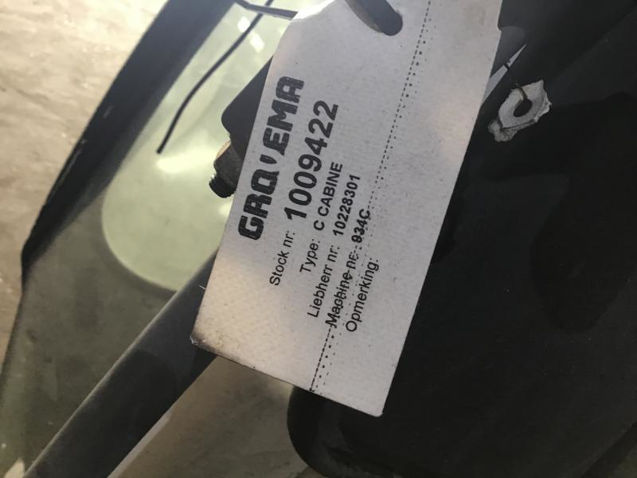 GROVEMA
Stock nr: 1009422
Type: C CABINE
Liebherr nr: 10228301
Machine nr: 934C
Opmerking: